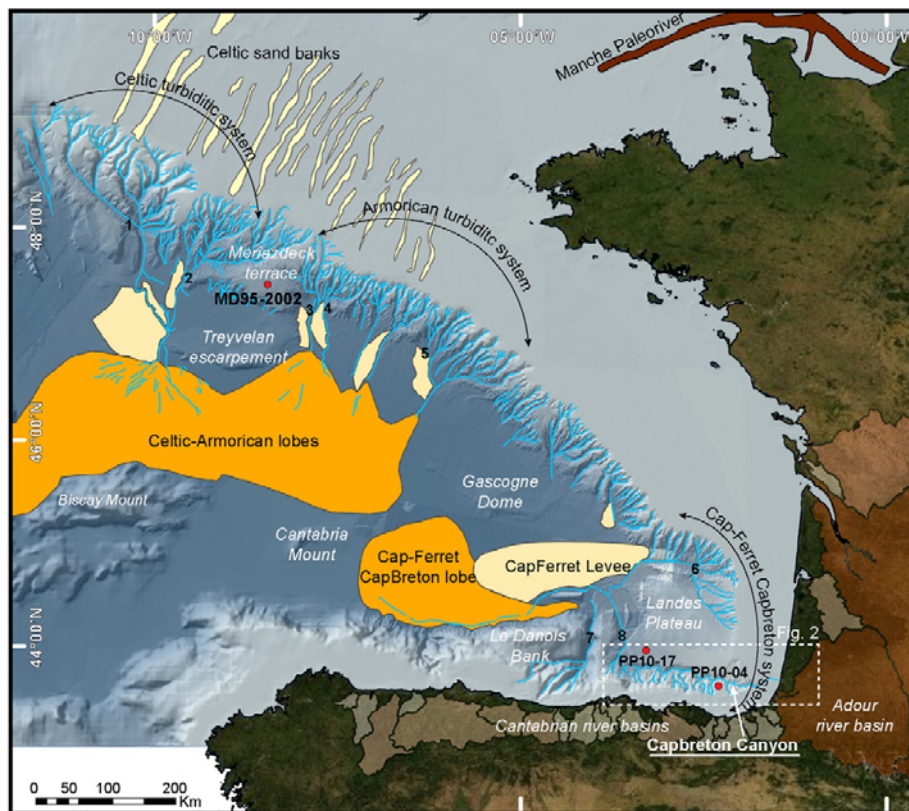 10°00'W
05°00'W
00°00'W
Manche Paleoriver
Celtic sand banks
Celtic turbiditic system
48°00'N
1
Armorican turbiditc system
Meriazdeck
terrace
2
MD95-2002
3
4
Treyvelan
escarpement
5
Celtic-Armorican lobes
46°00'N
Biscay Mount
Gascogne
Dome
Cantabria
Mount
Cap-Ferret
CapBreton lobe
CapFerret Levee
6
Cap-Ferret Capbreton system
Landes
Plateau
44°00'N
Le Danois
Bank
7
8
Fig. 2
PP10-17
PP10-04
Cantabrian river basins
Adour
river basin
Capbreton Canyon
0 50 100 200
Km